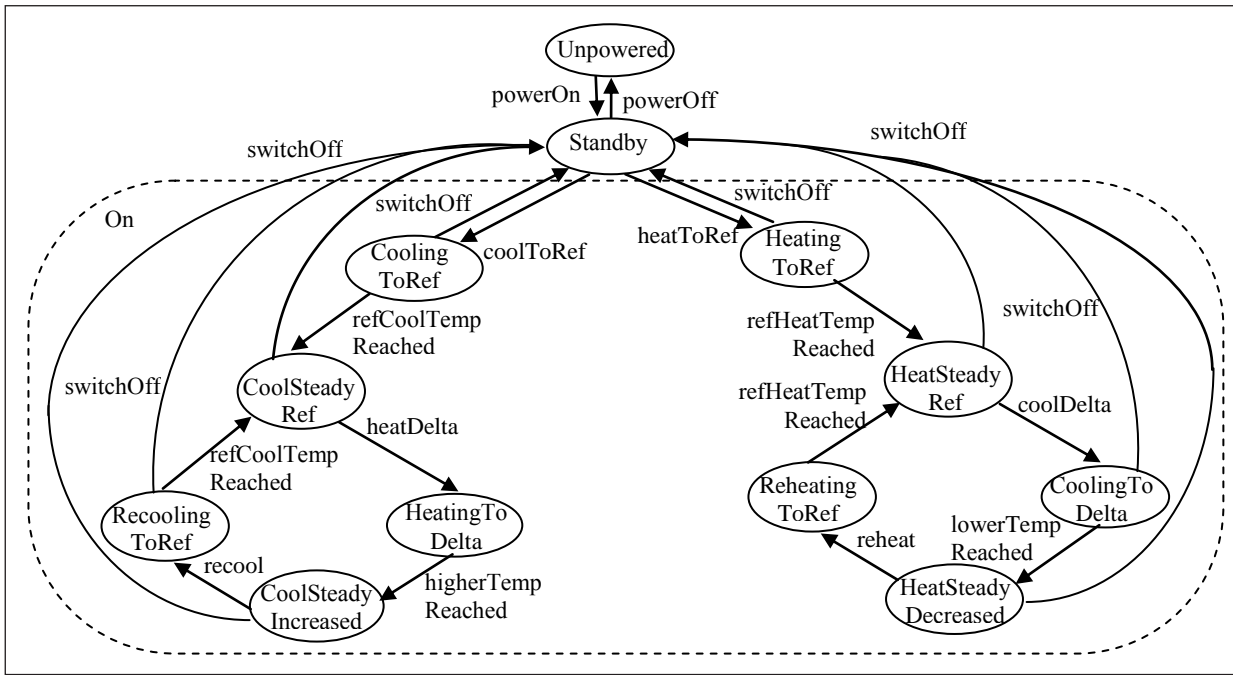 Unpowered
powerOn
powerOff
Standby
switchOff
switchOff
switchOff
switchOff
On
coolToRef
heatToRef
Cooling
ToRef
Heating
ToRef
refCoolTemp
Reached
refHeatTemp
Reached
switchOff
switchOff
CoolSteady
Ref
HeatSteady
Ref
refHeatTemp
Reached
heatDelta
coolDelta
refCoolTemp
Reached
Recooling
ToRef
HeatingTo
Delta
Reheating
ToRef
CoolingTo
Delta
recool
higherTemp
Reached
reheat
lowerTemp
Reached
CoolSteady
Increased
HeatSteady
Decreased